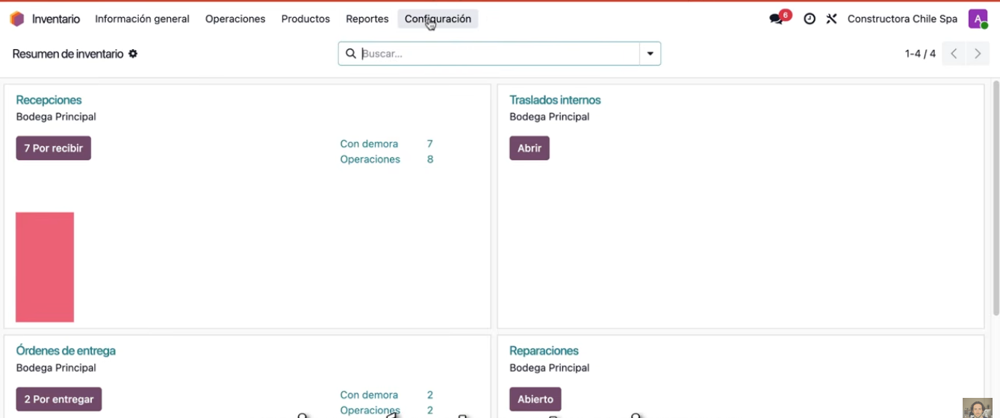 Inventario Información general Operaciones Productos Reportes Configuración 6 Constructora Chile Spa A
Resumen de inventario Buscar... 1-4 / 4
Recepciones
Bodega Principal
7 Por recibir
Con demora 7
Operaciones 8
Traslados internos
Bodega Principal
Abrir
Órdenes de entrega
Bodega Principal
2 Por entregar
Con demora 2
Operaciones 2
Reparaciones
Bodega Principal
Abierto